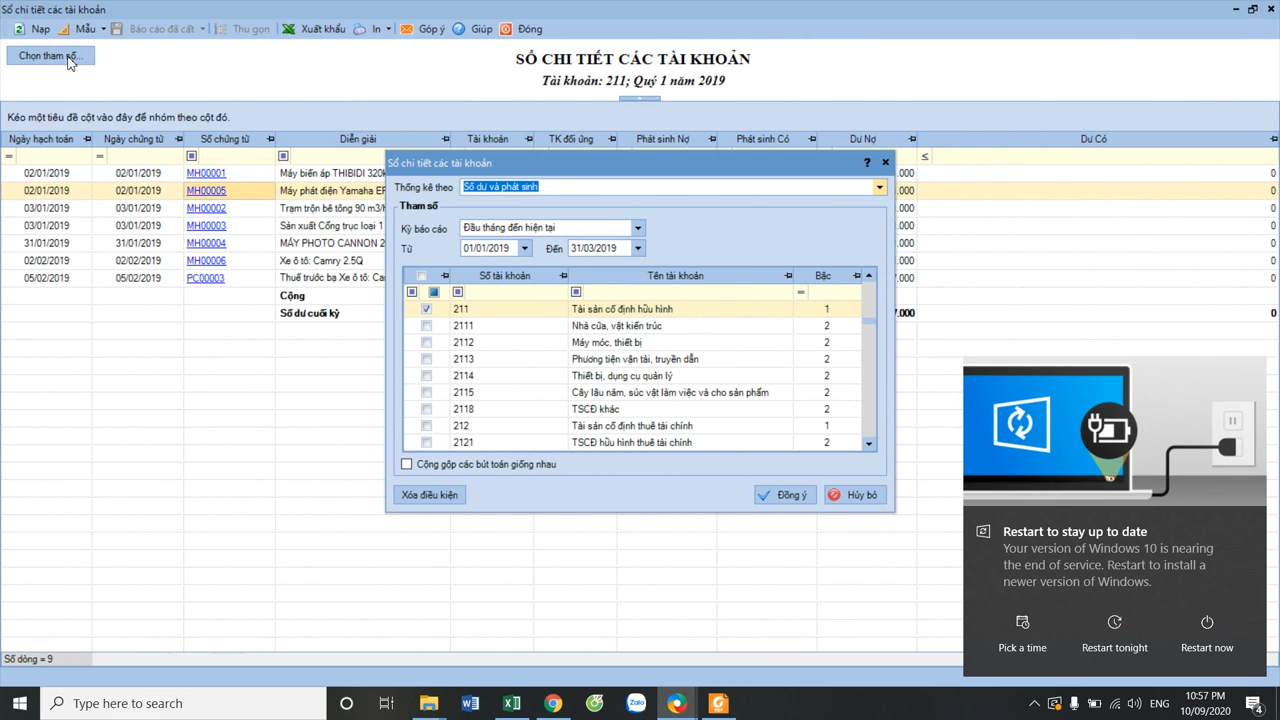 Sổ chi tiết các tài khoản
Nạp Mẫu Báo cáo đã cất Thu gọn Xuất khẩu In Góp ý Giúp Đóng
Chọn tham số...
SỔ CHI TIẾT CÁC TÀI KHOẢN
Tài khoản: 211; Quý 1 năm 2019
Kéo một tiêu đề cột vào đây để nhóm theo cột đó.
Ngày hạch toán Ngày chứng từ Số chứng từ Diễn giải Tài khoản TK đối ứng Phát sinh Nợ Phát sinh Có Dư Nợ Dư Có
= = ≤
02/01/2019 02/01/2019 MH00001 Máy biến áp THIBIDI 320k 0
02/01/2019 02/01/2019 MH00005 Máy phát điện Yamaha EF .000 0
03/01/2019 03/01/2019 MH00002 Trạm trộn bê tông 90 m3/h 0
03/01/2019 03/01/2019 MH00003 Sản xuất Cổng trục loại 1 0
31/01/2019 31/01/2019 MH00004 MÁY PHOTO CANNON 2 0
02/02/2019 02/02/2019 MH00006 Xe ô tô: Camry 2.5Q 0
05/02/2019 05/02/2019 PC00003 Thuế trước bạ Xe ô tô: Cam 0
Cộng
Số dư cuối kỳ 0
Sổ chi tiết các tài khoản ?
Thống kê theo Số dư và phát sinh
Tham số
Kỳ báo cáo Đầu tháng đến hiện tại
Từ 01/01/2019 Đến 31/03/2019
Số tài khoản Tên tài khoản Bậc
=
211 Tài sản cố định hữu hình 1
2111 Nhà cửa, vật kiến trúc 2
2112 Máy móc, thiết bị 2
2113 Phương tiện vận tải, truyền dẫn 2
2114 Thiết bị, dụng cụ quản lý 2
2115 Cây lâu năm, súc vật làm việc và cho sản phẩm 2
2118 TSCĐ khác 2
212 Tài sản cố định thuê tài chính 1
2121 TSCĐ hữu hình thuê tài chính 2
Cộng gộp các bút toán giống nhau
Xóa điều kiện Đồng ý Hủy bỏ
Restart to stay up to date
Your version of Windows 10 is nearing
the end of service. Restart to install a
newer version of Windows.
Pick a time Restart tonight Restart now
Số dòng = 9
Type here to search
Zalo
ENG
10:57 PM
10/09/2020
4